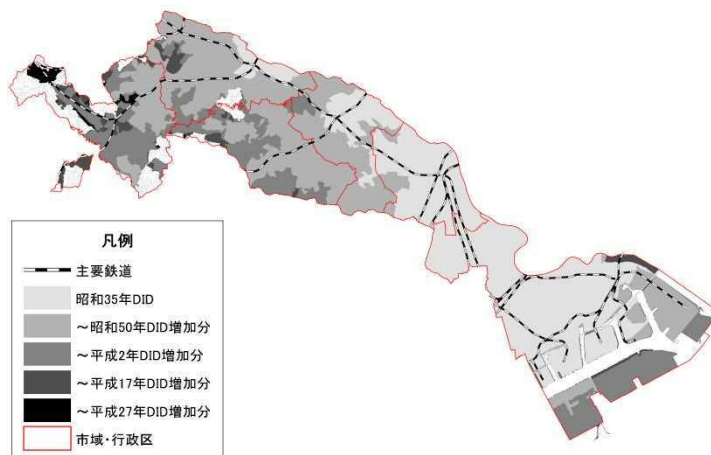 凡例
主要鉄道
昭和35年DID
～昭和50年DID増加分
～平成2年DID増加分
～平成17年DID増加分
～平成27年DID増加分
市域・行政区